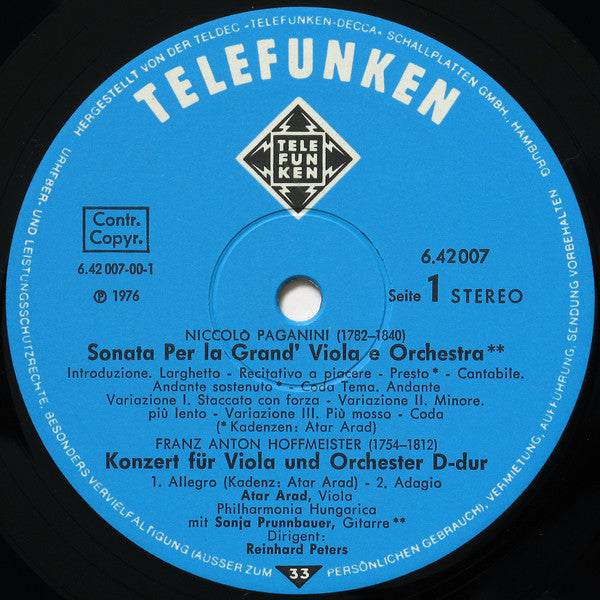 HERGESTELLT VON DER TELDEC »TELEFUNKEN-DECCA« SCHALLPLATTEN GMBH., HAMBURG
TELEFUNKEN
TELE
FUN
KEN
Contr.
Copyr.
6.42 007-00-1
℗ 1976
6.42 007
Seite 1 STEREO
NICCOLÒ PAGANINI (1782–1840)
Sonata Per la Grand' Viola e Orchestra**
Introduzione. Larghetto - Recitativo a piacere - Presto* - Cantabile.
Andante sostenuto* - Coda Tema. Andante
Variazione I. Staccato con forza - Variazione II. Minore.
più lento - Variazione III. Più mosso - Coda
(* Kadenzen: Atar Arad)
FRANZ ANTON HOFFMEISTER (1754–1812)
Konzert für Viola und Orchester D-dur
1. Allegro (Kadenz: Atar Arad) - 2. Adagio
Atar Arad, Viola
Philharmonia Hungarica
mit Sonja Prunnbauer, Gitarre**
Dirigent:
Reinhard Peters
33
URHEBER- UND LEISTUNGSSCHUTZRECHTE. BESONDERS VERVIELFALTIGUNG (AUSSER ZUM PERSÖNLICHEN GEBRAUCH), VERMIETUNG, AUFFÜHRUNG, SENDUNG VORBEHALTEN